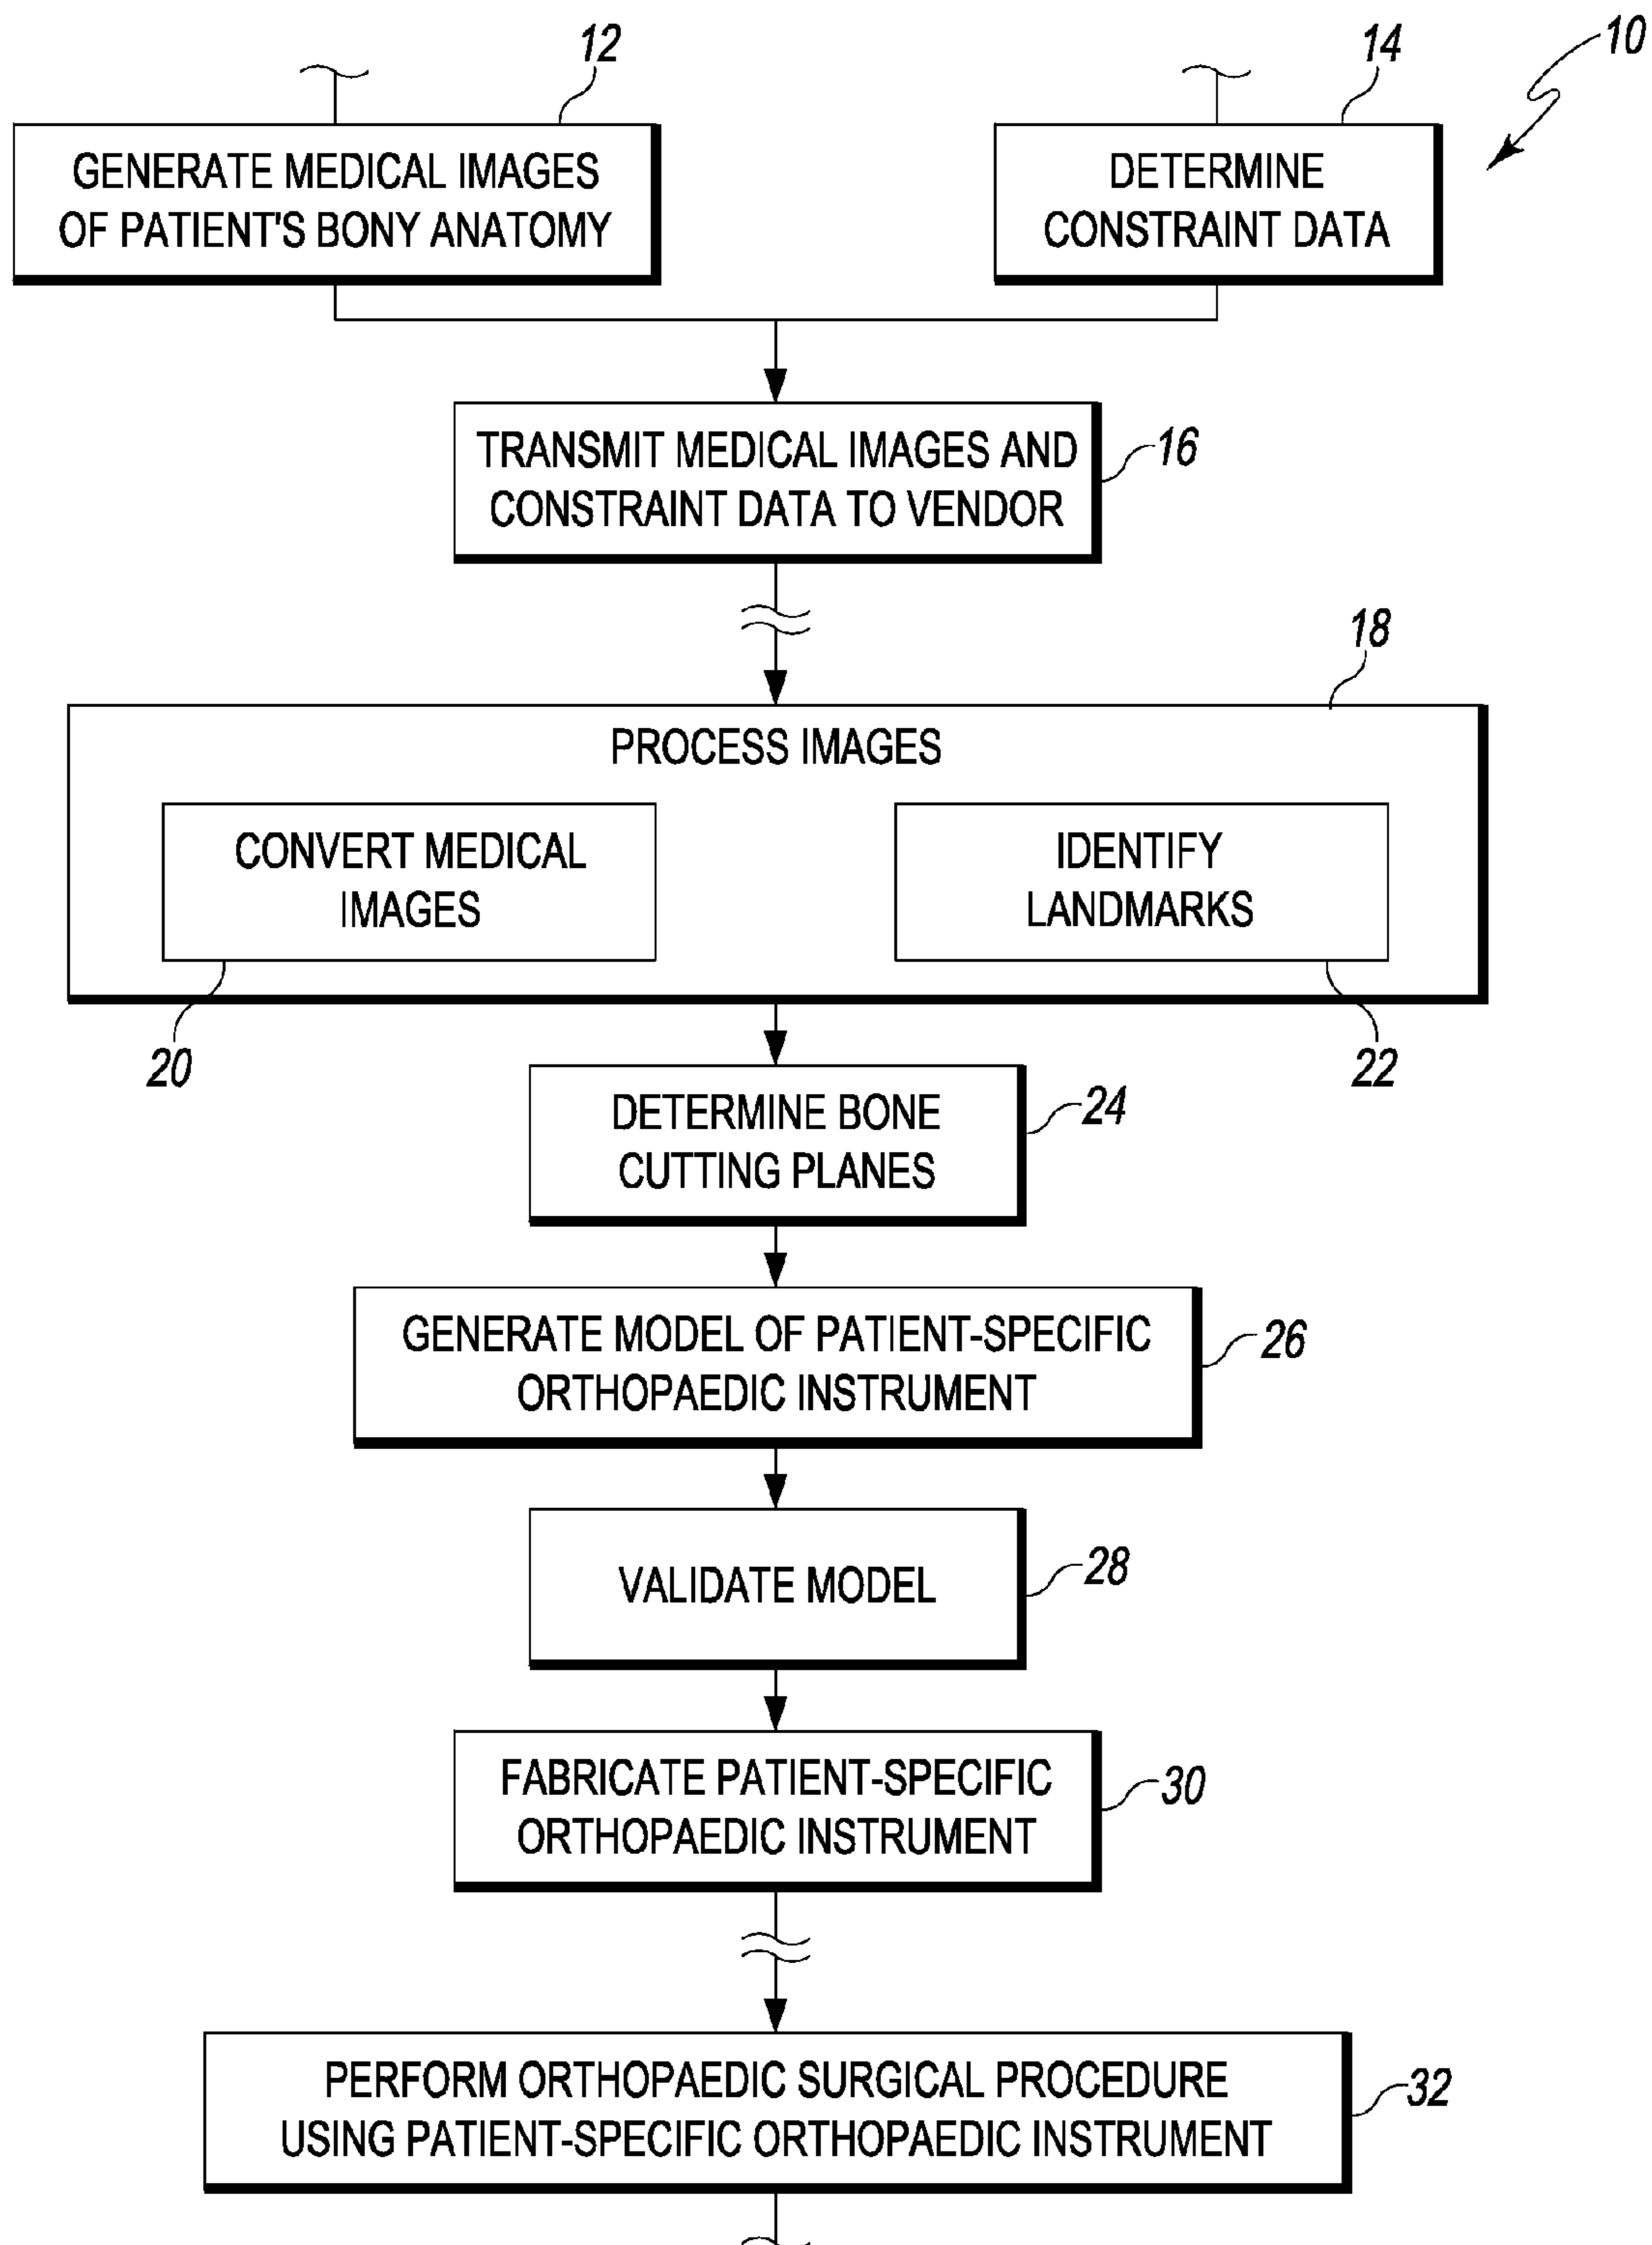 12
14
10
GENERATE MEDICAL IMAGES
OF PATIENT'S BONY ANATOMY
DETERMINE
CONSTRAINT DATA
TRANSMIT MEDICAL IMAGES AND
CONSTRAINT DATA TO VENDOR
16
18
PROCESS IMAGES
CONVERT MEDICAL
IMAGES
IDENTIFY
LANDMARKS
20
22
DETERMINE BONE
CUTTING PLANES
24
GENERATE MODEL OF PATIENT-SPECIFIC
ORTHOPAEDIC INSTRUMENT
26
VALIDATE MODEL
28
FABRICATE PATIENT-SPECIFIC
ORTHOPAEDIC INSTRUMENT
30
PERFORM ORTHOPAEDIC SURGICAL PROCEDURE
USING PATIENT-SPECIFIC ORTHOPAEDIC INSTRUMENT
32